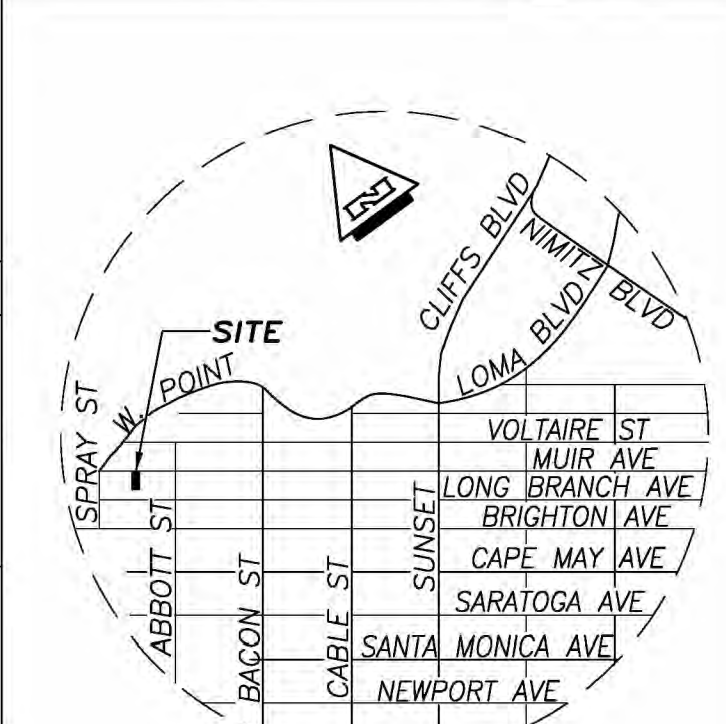 N
CLIFFS BLVD
NIMITZ BLVD
SITE
W. POINT LOMA BLVD
SPRAY ST
VOLTAIRE ST
MUIR AVE
LONG BRANCH AVE
BRIGHTON AVE
ABBOTT ST
SUNSET
CAPE MAY AVE
BACON ST
CABLE ST
SARATOGA AVE
SANTA MONICA AVE
NEWPORT AVE